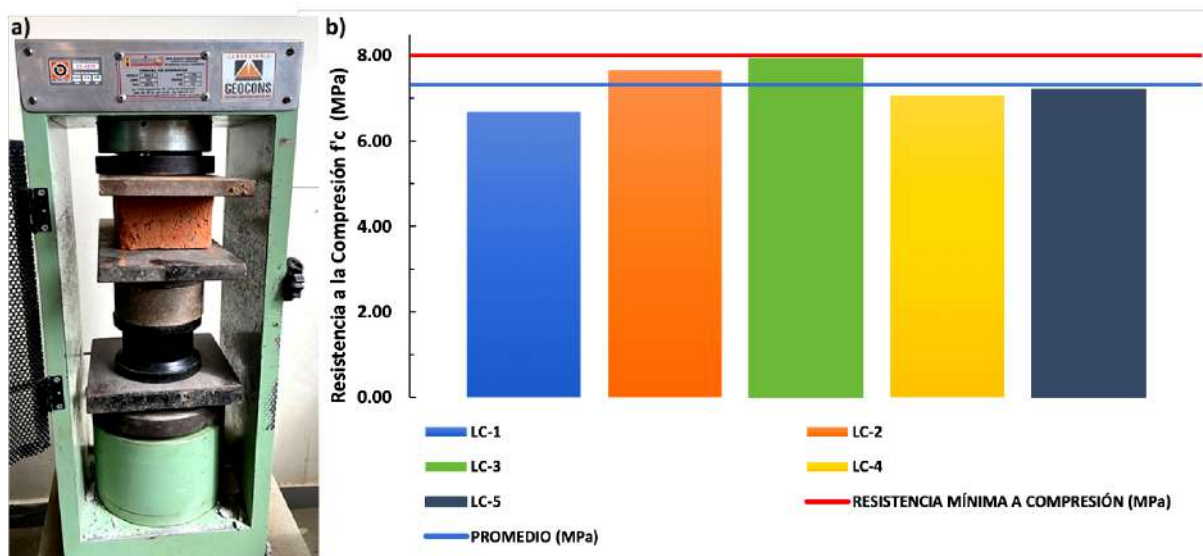 a)
b)
LABORATORIO
GEOCONS
Resistencia a la Compresión f'c (MPa)
8.00
6.00
4.00
2.00
0.00
LC-1
LC-2
LC-3
LC-4
LC-5
RESISTENCIA MÍNIMA A COMPRESIÓN (MPa)
PROMEDIO (MPa)